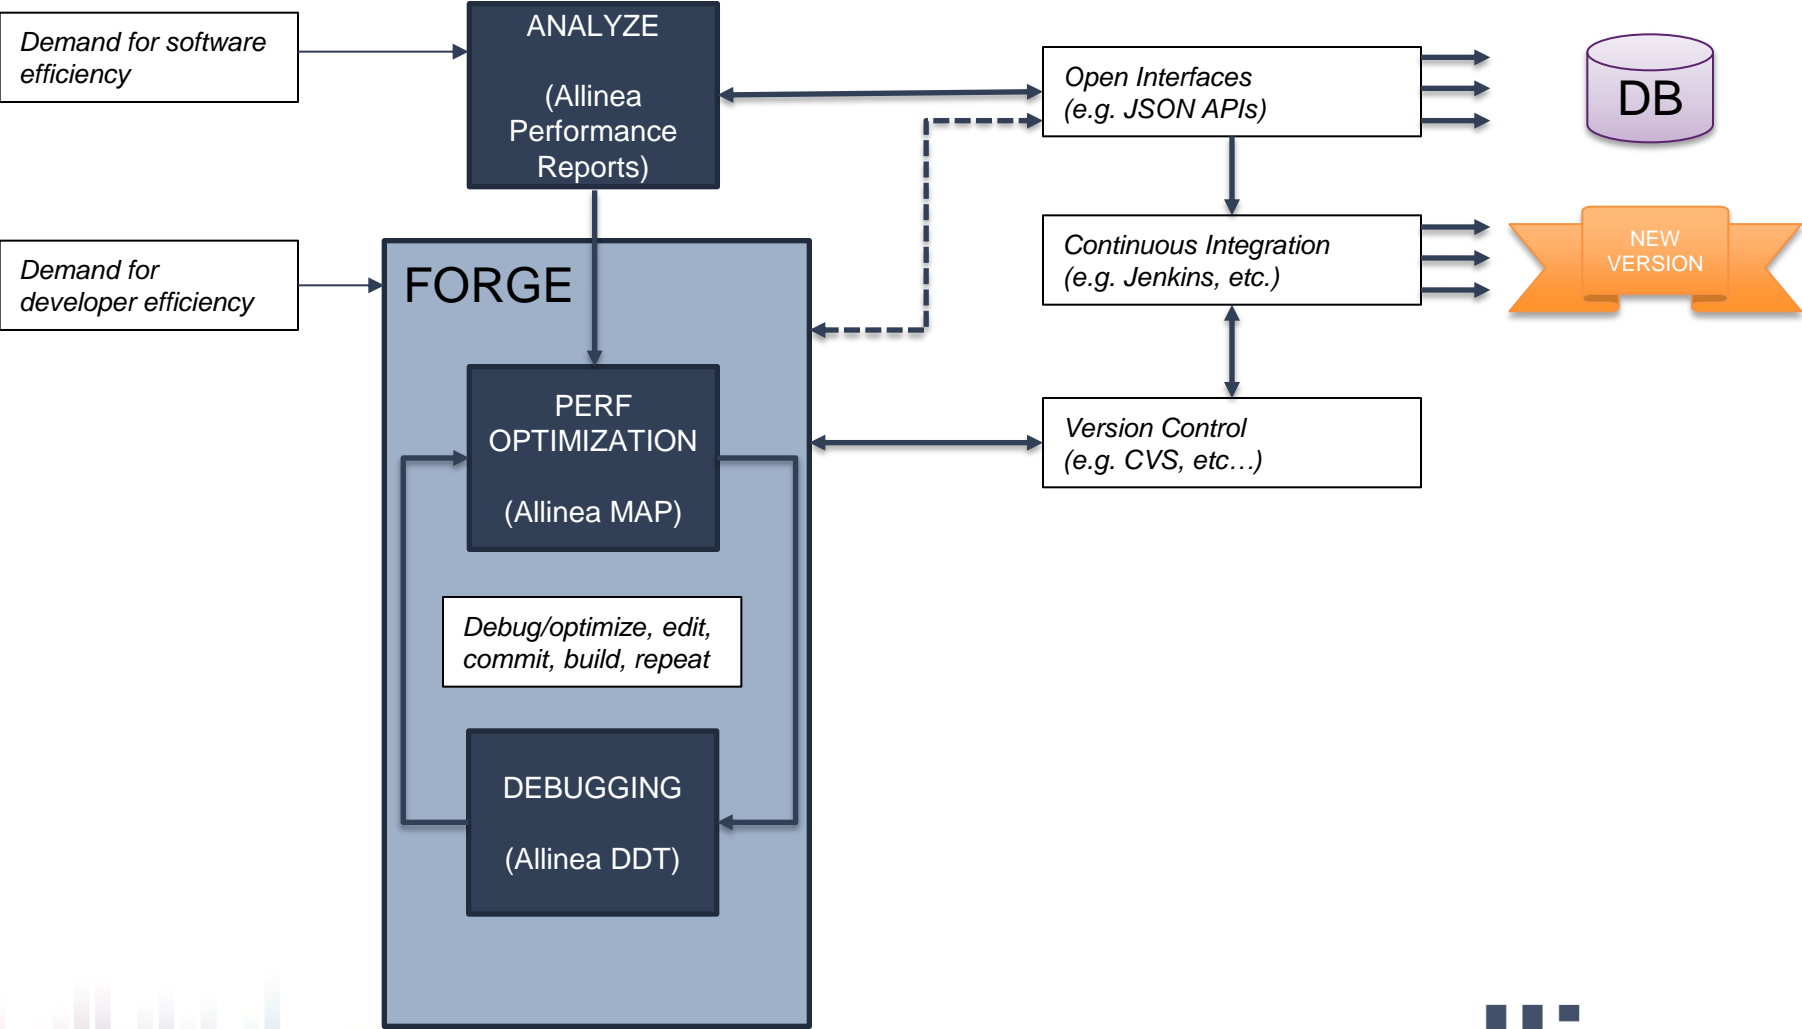 Demand for software
efficiency
ANALYZE
(Allinea
Performance
Reports)
Open Interfaces
(e.g. JSON APIs)
DB
Demand for
developer efficiency
FORGE
Continuous Integration
(e.g. Jenkins, etc.)
NEW
VERSION
PERF
OPTIMIZATION
(Allinea MAP)
Version Control
(e.g. CVS, etc…)
Debug/optimize, edit,
commit, build, repeat
DEBUGGING
(Allinea DDT)